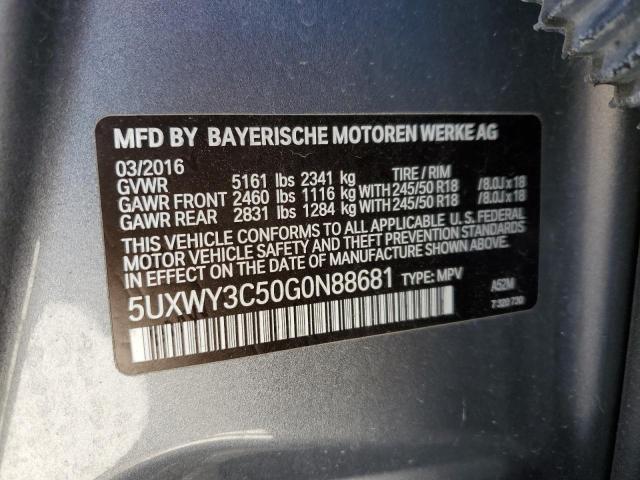 MFD BY BAYERISCHE MOTOREN WERKE AG
03/2016 TIRE / RIM
GVWR 5161 lbs 2341 kg
GAWR FRONT 2460 lbs 1116 kg WITH 245/50 R18 /8.0J x 18
GAWR REAR 2831 lbs 1284 kg WITH 245/50 R18 /8.0J x 18
THIS VEHICLE CONFORMS TO ALL APPLICABLE U.S. FEDERAL
MOTOR VEHICLE SAFETY AND THEFT PREVENTION STANDARDS
IN EFFECT ON THE DATE OF MANUFACTURE SHOWN ABOVE.
5UXWY3C50G0N88681 TYPE: MPV
A52M